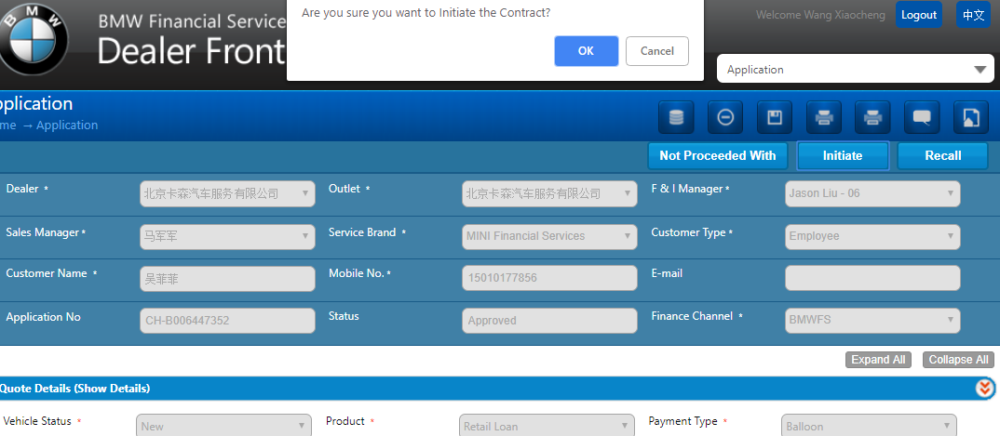 Are you sure you want to Initiate the Contract?
OK
Cancel
BMW
BMW Financial Service
Dealer Front
Welcome Wang Xiaocheng
Logout
中文
Application
pplication
me → Application
Not Proceeded With
Initiate
Recall
Dealer *
北京卡森汽车服务有限公司
Outlet *
北京卡森汽车服务有限公司
F & I Manager*
Jason Liu - 06
Sales Manager*
马军军
Service Brand *
MINI Financial Services
Customer Type*
Employee
Customer Name *
吴菲菲
Mobile No.*
15010177856
E-mail
Application No
CH-B006447352
Status
Approved
Finance Channel *
BMWFS
Expand All
Collapse All
Quote Details (Show Details)
Vehicle Status *
New
Product *
Retail Loan
Payment Type *
Balloon